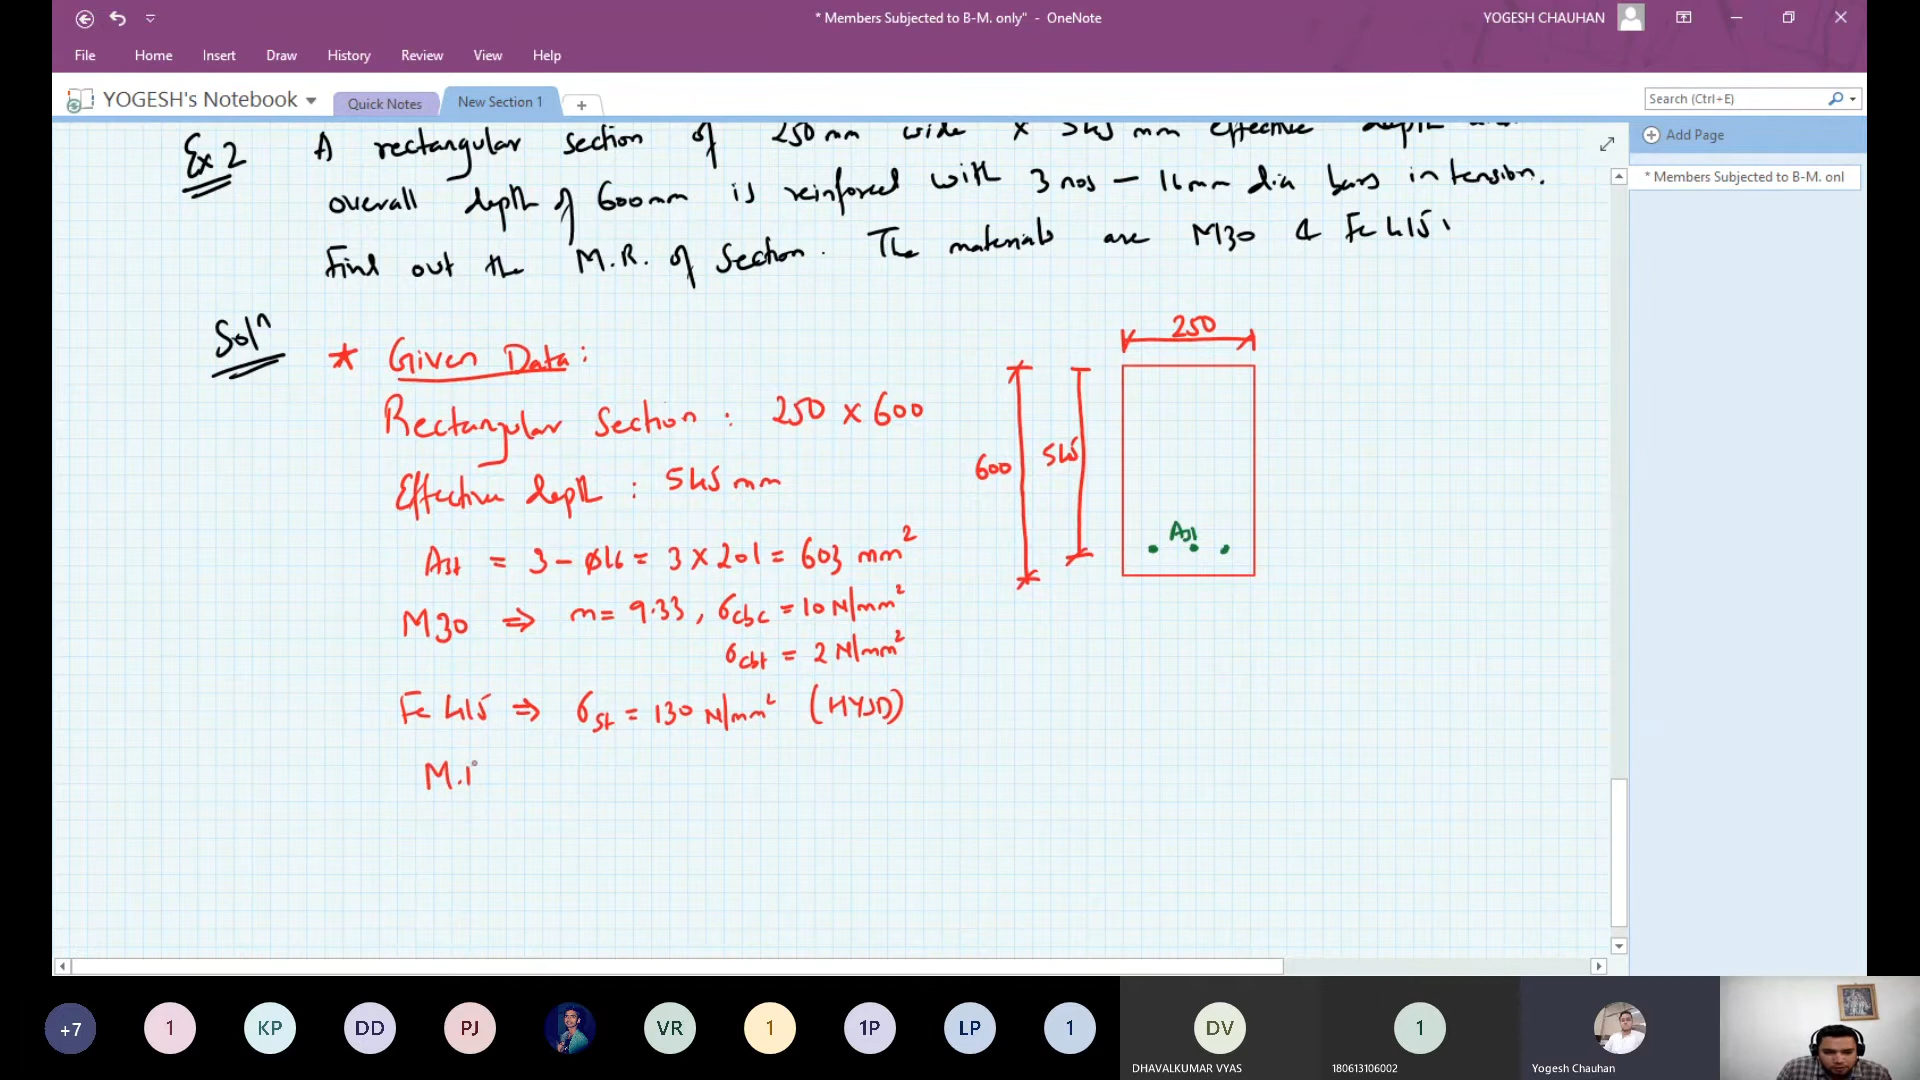 * Members Subjected to B-M. only" - OneNote
YOGESH CHAUHAN
File Home Insert Draw History Review View Help
YOGESH's Notebook
Quick Notes
New Section 1
Search (Ctrl+E)
Add Page
* Members Subjected to B-M. onl
Ex 2 A rectangular section of 250 mm wide x 545 mm effective depth
overall depth of 600mm is reinforced with 3 nos - 16mm dia bars in tension.
Find out the M.R. of Section. The materials are M30 & Fe 415.
Solⁿ
* Given Data:
Rectangular Section : 250 x 600
Effective depth : 545 mm
Ast = 3 - ϕ16 = 3 x 201 = 603 mm²
M30 ⇒ m = 9.33, σcbc = 10 N/mm²
σcbt = 2 N/mm²
Fe 415 ⇒ σst = 130 N/mm² (HYSD)
M.
250
600
545
Ast
+7
1
KP
DD
PJ
VR
1
1P
LP
1
DV
DHAVALKUMAR VYAS
1
180613106002
Yogesh Chauhan